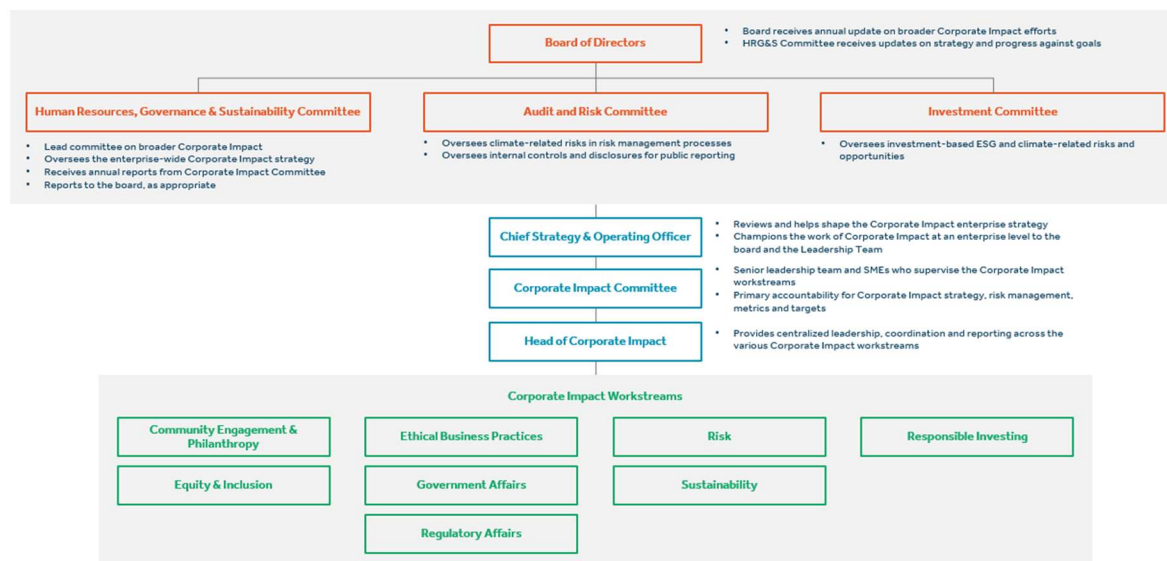 Board of Directors
• Board receives annual update on broader Corporate Impact efforts
• HRG&S Committee receives updates on strategy and progress against goals
Human Resources, Governance & Sustainability Committee
• Lead committee on broader Corporate Impact
• Oversees the enterprise-wide Corporate Impact strategy
• Receives annual reports from Corporate Impact Committee
• Reports to the board, as appropriate
Audit and Risk Committee
• Oversees climate-related risks in risk management processes
• Oversees internal controls and disclosures for public reporting
Investment Committee
• Oversees investment-based ESG and climate-related risks and
opportunities
Chief Strategy & Operating Officer
• Reviews and helps shape the Corporate Impact enterprise strategy
• Champions the work of Corporate Impact at an enterprise level to the
board and the Leadership Team
Corporate Impact Committee
• Senior leadership team and SMEs who supervise the Corporate Impact
workstreams
• Primary accountability for Corporate Impact strategy, risk management,
metrics and targets
Head of Corporate Impact
• Provides centralized leadership, coordination and reporting across the
various Corporate Impact workstreams
Corporate Impact Workstreams
Community Engagement &
Philanthropy
Ethical Business Practices
Risk
Responsible Investing
Equity & Inclusion
Government Affairs
Sustainability
Regulatory Affairs